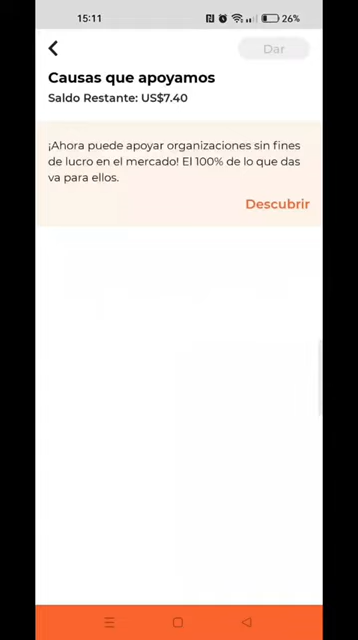 15:11
26%
Dar
Causas que apoyamos
Saldo Restante: US$7.40
¡Ahora puede apoyar organizaciones sin fines
de lucro en el mercado! El 100% de lo que das
va para ellos.
Descubrir